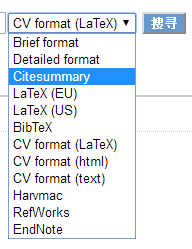 CV format (LaTeX) 搜寻
Brief format
Detailed format
Citesummary
LaTeX (EU)
LaTeX (US)
BibTeX
CV format (LaTeX)
CV format (html)
CV format (text)
Harvmac
RefWorks
EndNote